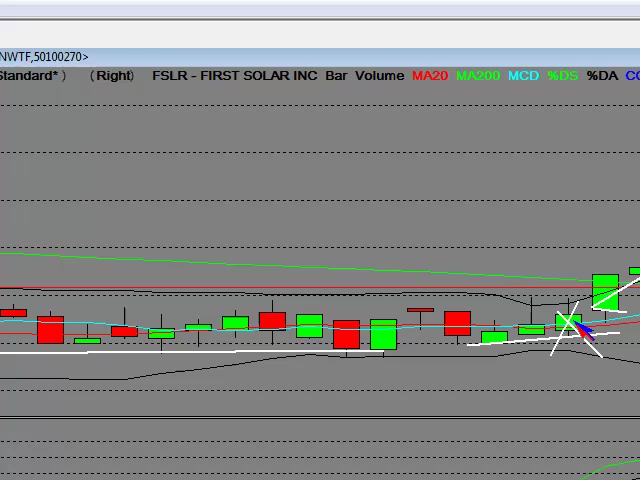 NWTF,50100270>
Standard* ) (Right) FSLR - FIRST SOLAR INC Bar Volume MA20 MA200 MCD %DS %DA CC